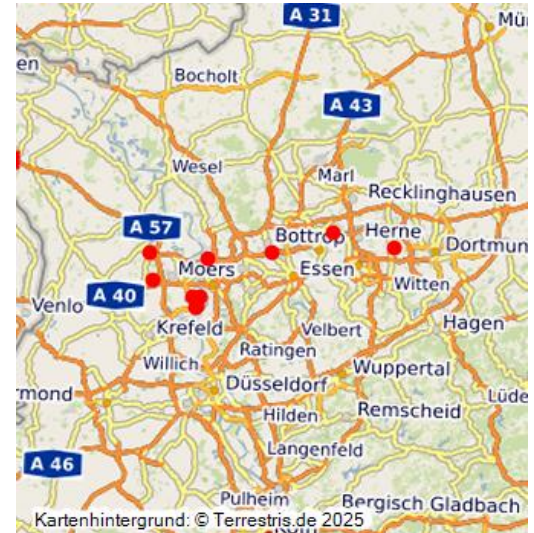 A 31
Mü
en
Bocholt
A 43
Wesel
Marl
Recklinghausen
A 57
Bottrop
Herne
Dortmun
Moers
Essen
A 40
Witten
Venlo
Krefeld
Velbert
Hagen
Ratingen
Willich
Wuppertal
rmond
Düsseldorf
Lüde
Hilden
Remscheid
Langenfeld
A 46
Pulheim
Bergisch Gladbach
Kartenhintergrund: © Terrestris.de 2025
Köln